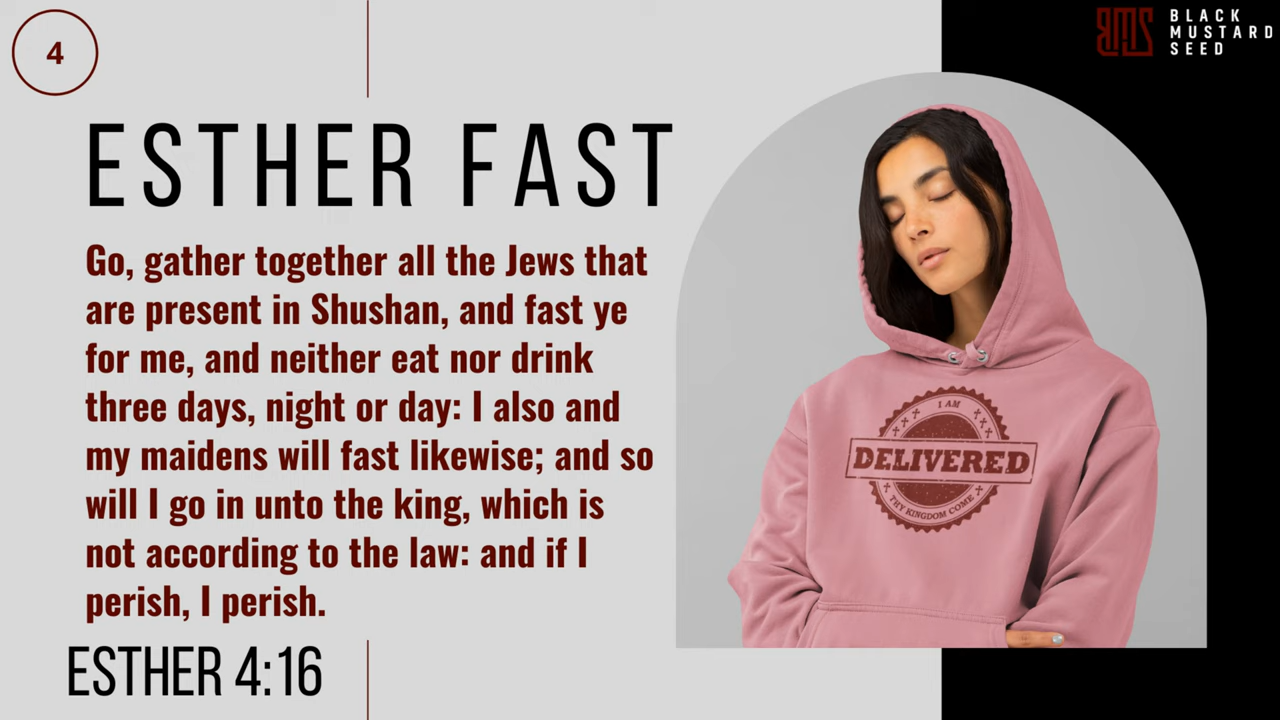 4
BLACK
MUSTARD
SEED
ESTHER FAST
Go, gather together all the Jews that
are present in Shushan, and fast ye
for me, and neither eat nor drink
three days, night or day: I also and
my maidens will fast likewise; and so
will I go in unto the king, which is
not according to the law: and if I
perish, I perish.
ESTHER 4:16
I AM
DELIVERED
THY KINGDOM COME